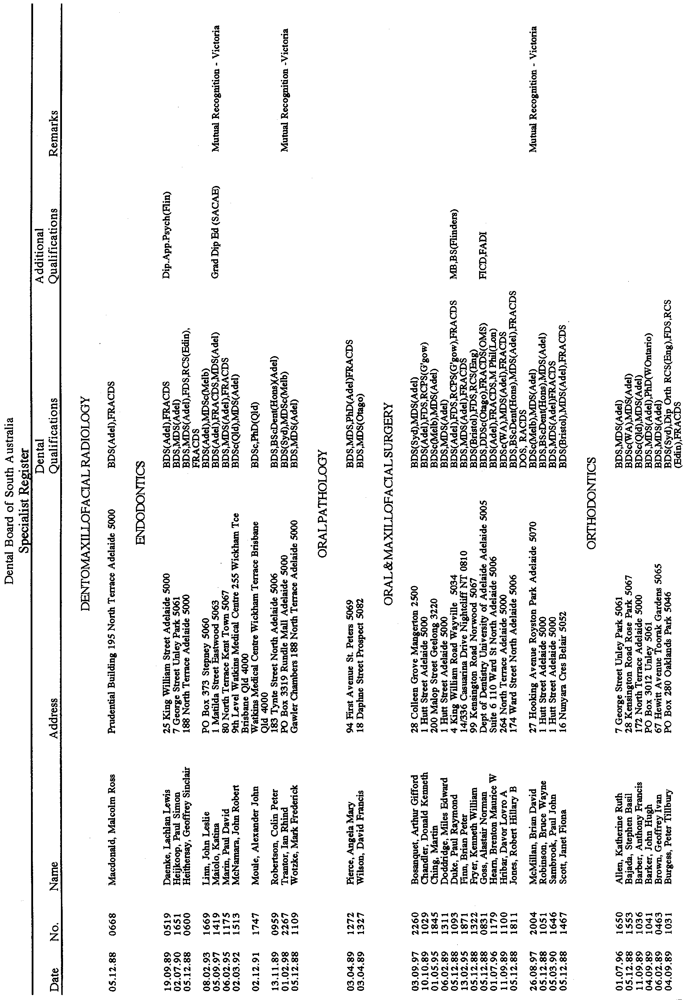 Dental Board of South Australia
Specialist Register
Date No. Name Address Dental Qualifications Additional Qualifications Remarks
DENTOMAXILLOFACIAL RADIOLOGY
05.12.88 0668 Macdonald, Malcolm Ross Prudential Building 195 North Terrace Adelaide 5000 BDS(Adel),FRACDS
ENDODONTICS
19.09.89 0519 Daenke, Lachlan Lewis 25 King William Street Adelaide 5000 BDS(Adel),FRACDS Dip.App.Psych(Flin)
02.07.90 1651 Heijkoop, Paul Simon 7 George Street Unley Park 5061 BDS,MDS(Adel)
05.12.88 0600 Heithersay, Geoffrey Sinclair 188 North Terrace Adelaide 5000 BDS,MDS(Adel),FDS,RCS(Edin),
FRACDS
08.02.93 1669 Linn, John Leslie PO Box 373 Stepney 5060 BDS(Adel),MDSc(Melb)
05.09.97 1419 Maiolo, Katina 1 Matilda Street Eastwood 5063 BDS(Adel),FRACDS,MDS(Adel) Grad Dip Ed (SACAE) Mutual Recognition - Victoria
06.02.95 1175 Marin, Paul David 80 North Terrace Kent Town 5067 BDS,MDS(Adel),FRACDS
02.03.92 1513 McNamara, John Robert 9th Level Watkins Medical Centre 255 Wickham Tce BDSc(Qld),MDS(Adel)
Brisbane Qld 4000
02.12.91 1747 Moule, Alexander John Watkins Medical Centre Wickham Terrace Brisbane BDSc,PhD(Qld)
Qld 4000
13.11.89 0959 Robertson, Colin Peter 183 Tynte Street North Adelaide 5006 BDS,BScDent(Hons)(Adel)
01.02.98 2267 Trantor, Ian Rhind PO Box 3319 Rundle Mall Adelaide 5000 BDS(Syd),MDSc(Melb) Mutual Recognition -Victoria
05.12.88 1109 Wotzke, Mark Frederick Gawler Chambers 188 North Terrace Adelaide 5000 BDS,MDS(Adel)
ORAL PATHOLOGY
03.04.89 1272 Pierce, Angela Mary 94 First Avenue St. Peters 5069 BDS,MDS,PhD(Adel)FRACDS
03.04.89 1327 Wilson, David Francis 18 Daphne Street Prospect 5082 BDS,MDS(Otago)
ORAL & MAXILLOFACIAL SURGERY
03.09.97 2260 Bosanquet, Arthur Gifford 28 Colleen Grove Mangerton 2500 BDS(Syd),MDS(Adel)
10.10.89 1029 Chandler, Donald Kenneth 1 Hutt Street Adelaide 5000 BDS(Adel),FDS,RCPS(G'gow)
01.05.95 1845 Ching, Martin 200 Malop Street Geelong 3220 BDSc(Melb),MDS(Adel)
06.02.89 1311 Doddridge, Miles Edward 1 Hutt Street Adelaide 5000 BDS,MDS(Adel)
05.12.88 1093 Duke, Paul Raymond 4 King William Road Wayville 5034 BDS(Adel),FDS,RCPS(G'gow),FRACDS MB,BS(Flinders)
13.02.95 1871 Finn, Brian Peter 14/336 Casuarina Drive Nightcliff NT 0810 BDS,MDS(Adel),FRACDS
05.12.88 1322 Fryer, Kenneth William 99 Kensington Road Norwood 5067 BDS(Bristol),FDS,RCS(Eng)
05.12.88 0831 Goss, Alastair Norman Dept of Dentistry University of Adelaide Adelaide 5005 BDS,DDSc(Otago),FRACDS(OMS) FICD,FADI
01.07.96 1179 Hearn, Brenton Maurice W Suite 6 110 Ward St North Adelaide 5006 BDS(Adel),FRACDS,M Phil(Lon)
11.09.89 1100 Hribar, Davor Lovro A 264 North Terrace Adelaide 5000 BDSc(WA),MDS(Adel),FRACDS
05.12.88 1811 Jones, Robert Hillary B 174 Ward Street North Adelaide 5006 BDS,BScDent(Hons),MDS(Adel),FRACDS
DOS, RACDS
26.08.97 2004 McMillan, Brian David 27 Hooking Avenue Royston Park Adelaide 5070 BDSc(Melb),MDS(Adel) Mutual Recognition - Victoria
05.12.88 1051 Robinson, Bruce Wayne 1 Hutt Street Adelaide 5000 BDS,BScDent(Hons),MDS(Adel)
05.03.90 1646 Sambrook, Paul John 1 Hutt Street Adelaide 5000 BDS,MDS(Adel)FRACDS
05.12.88 1467 Scott, Janet Fiona 16 Nunyara Cres Belair 5052 BDS(Bristol),MDS(Adel),FRACDS
ORTHODONTICS
01.07.96 1650 Allen, Katherine Ruth 7 George Street Unley Park 5061 BDS,MDS(Adel)
05.12.88 1553 Bajada, Stephen Basil 28 Kensington Road Rose Park 5067 BDSc(WA),MDS(Adel)
11.09.89 1036 Barber, Anthony Francis 172 North Terrace Adelaide 5000 BDSc(Qld),MDS(Adel)
04.09.89 1041 Barker, John Hugh PO Box 3012 Unley 5061 BDS,MDS(Adel),PhD(WOntario)
06.02.89 0463 Brown, Geoffrey Ivan 67 Hewitt Avenue Toorak Gardens 5065 BDS,MDS(Adel)
04.09.89 1031 Burgess, Peter Tillbury PO Box 280 Oaklands Park 5046 BDS(Syd),Dip Orth RCS(Eng),FDS,RCS
(Edin),FRACDS